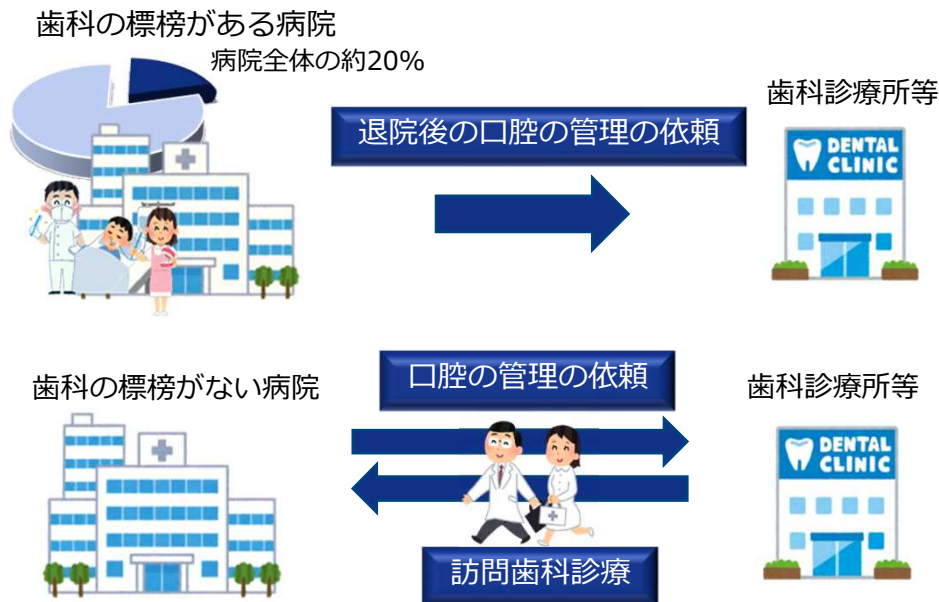 歯科の標榜がある病院
病院全体の約20%
退院後の口腔の管理の依頼
歯科診療所等
DENTAL
CLINIC
歯科の標榜がない病院
口腔の管理の依頼
歯科診療所等
DENTAL
CLINIC
訪問歯科診療